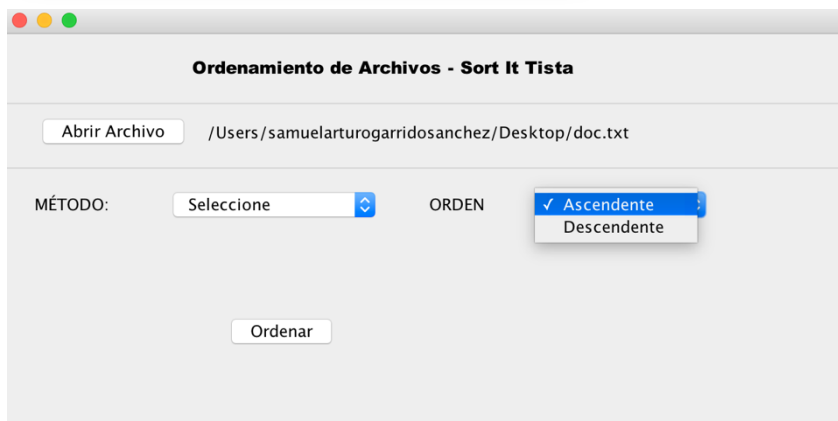 Ordenamiento de Archivos - Sort It Tista
Abrir Archivo /Users/samuelarturogarridosanchez/Desktop/doc.txt
MÉTODO: Seleccione ORDEN ✓ Ascendente
Descendente
Ordenar